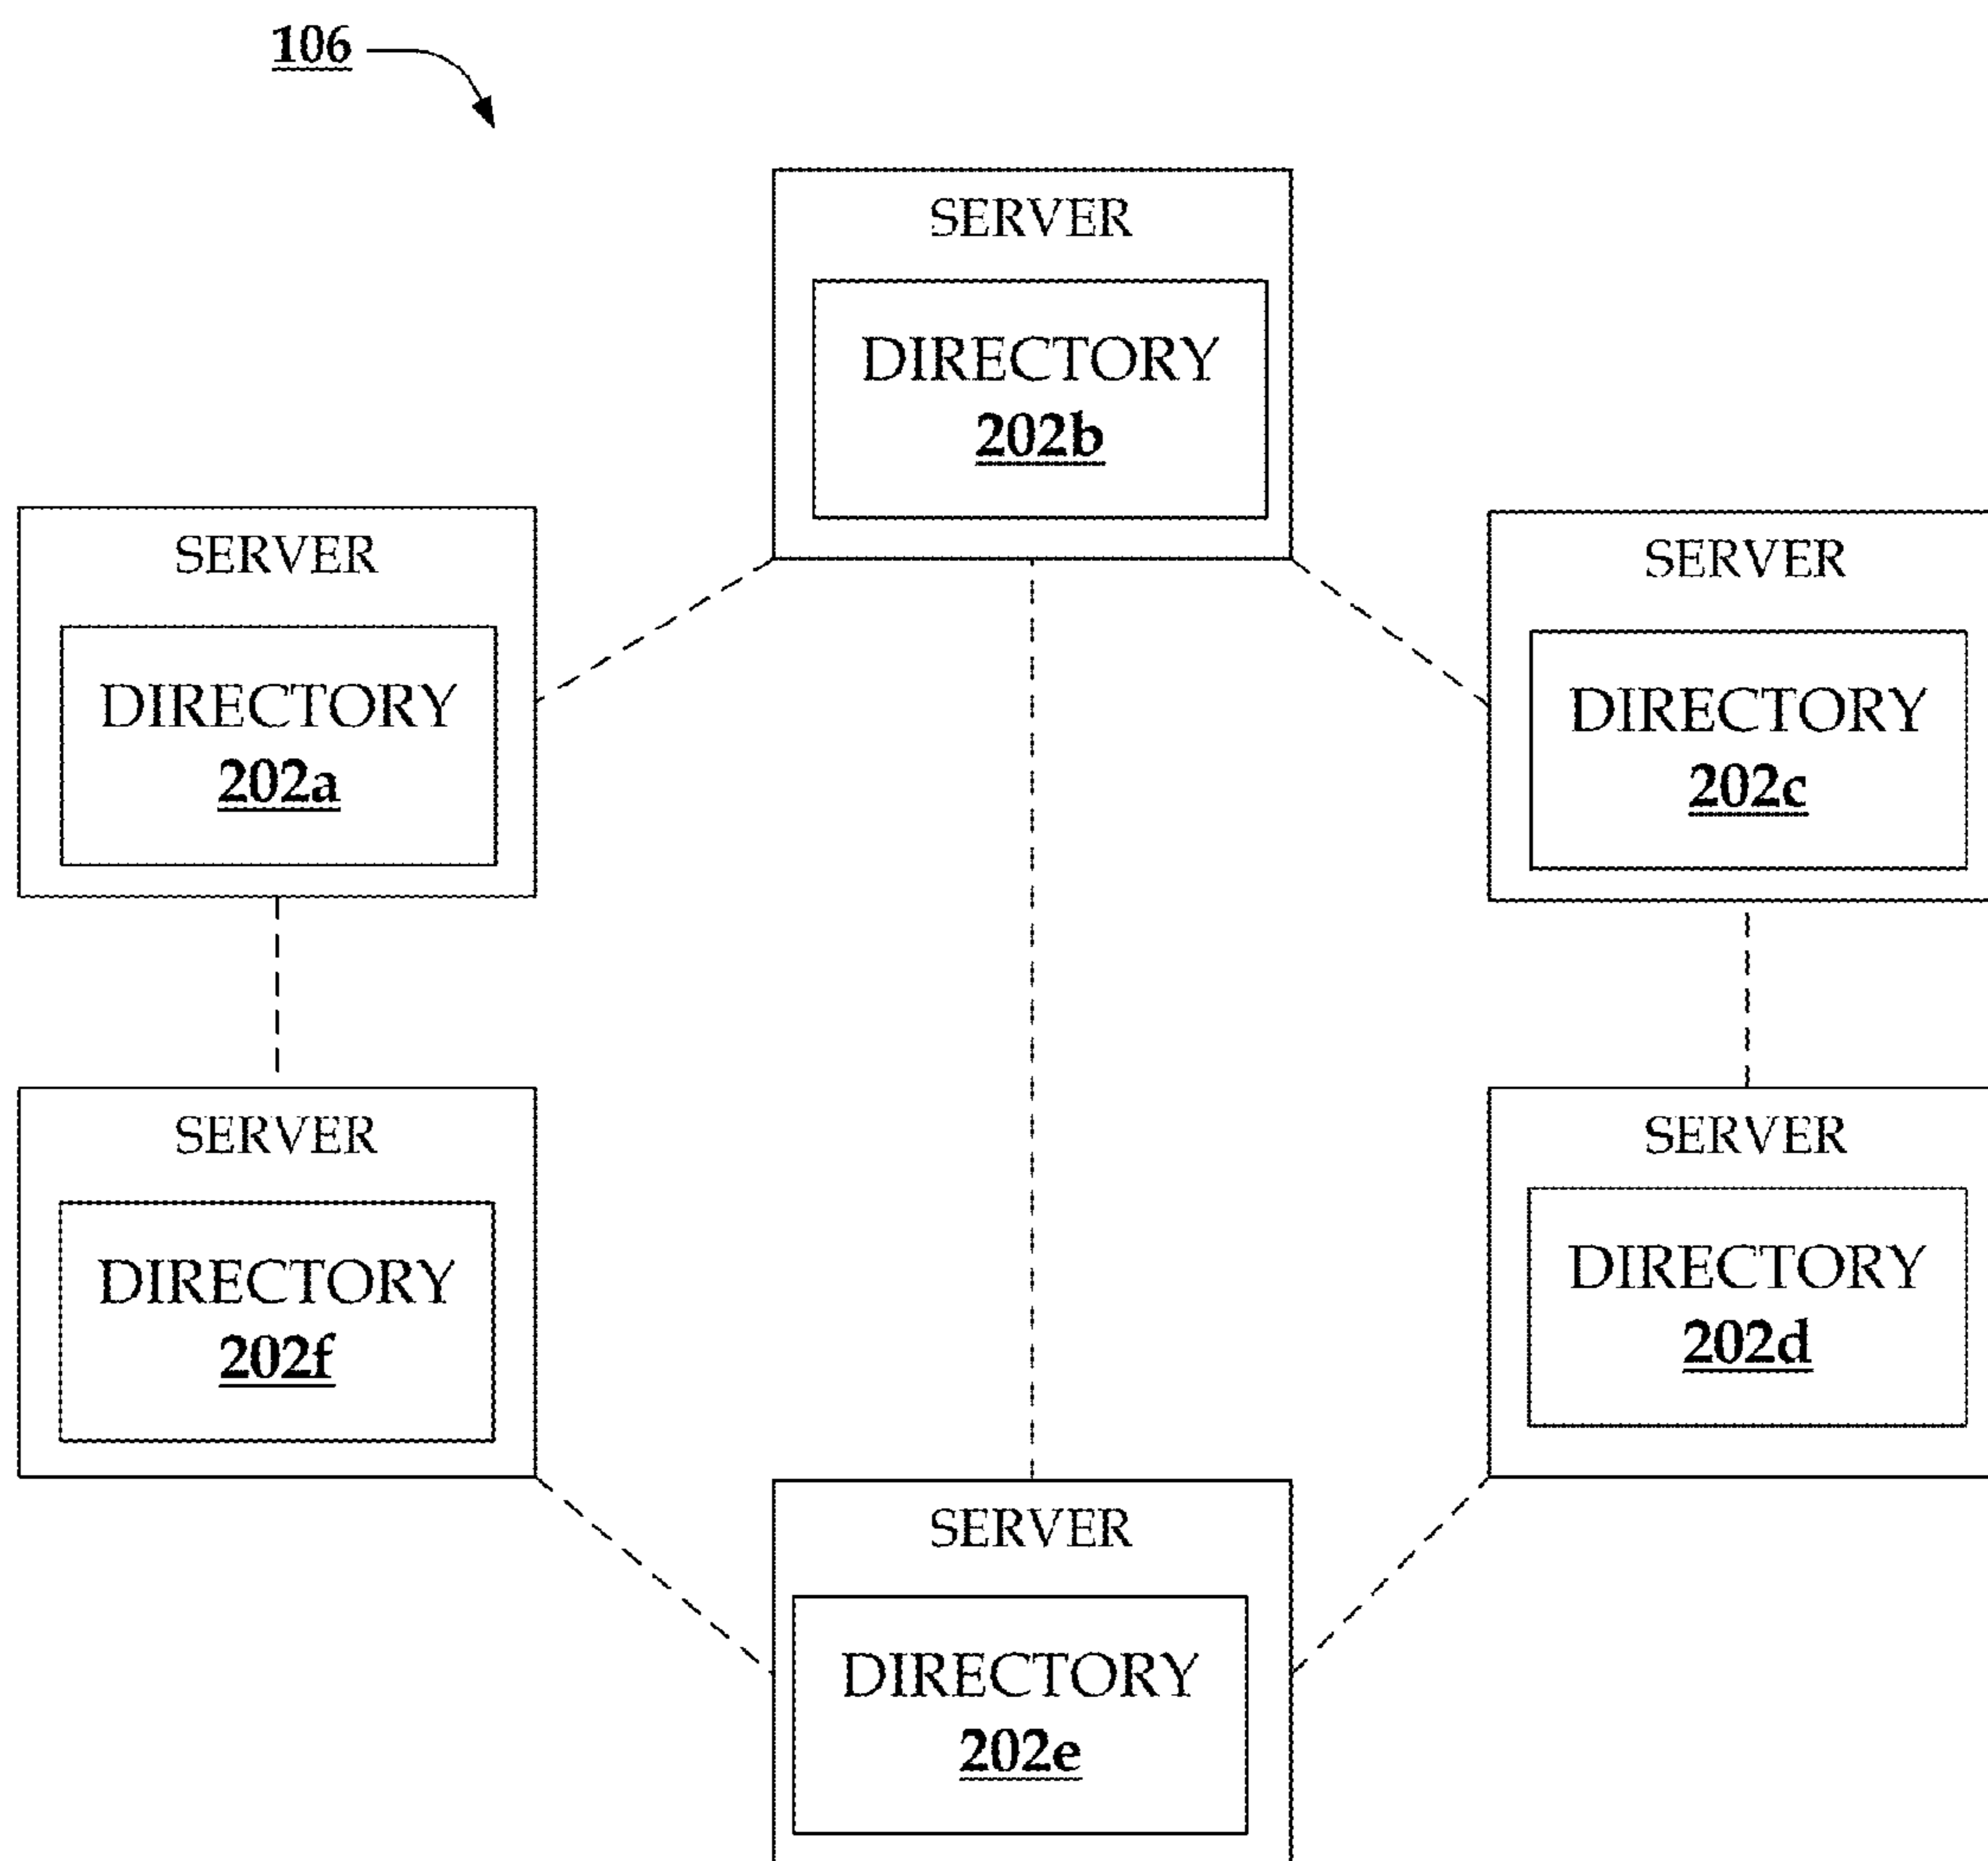 106
SERVER
DIRECTORY
202b
SERVER
DIRECTORY
202a
SERVER
DIRECTORY
202c
SERVER
DIRECTORY
202f
SERVER
DIRECTORY
202d
SERVER
DIRECTORY
202e